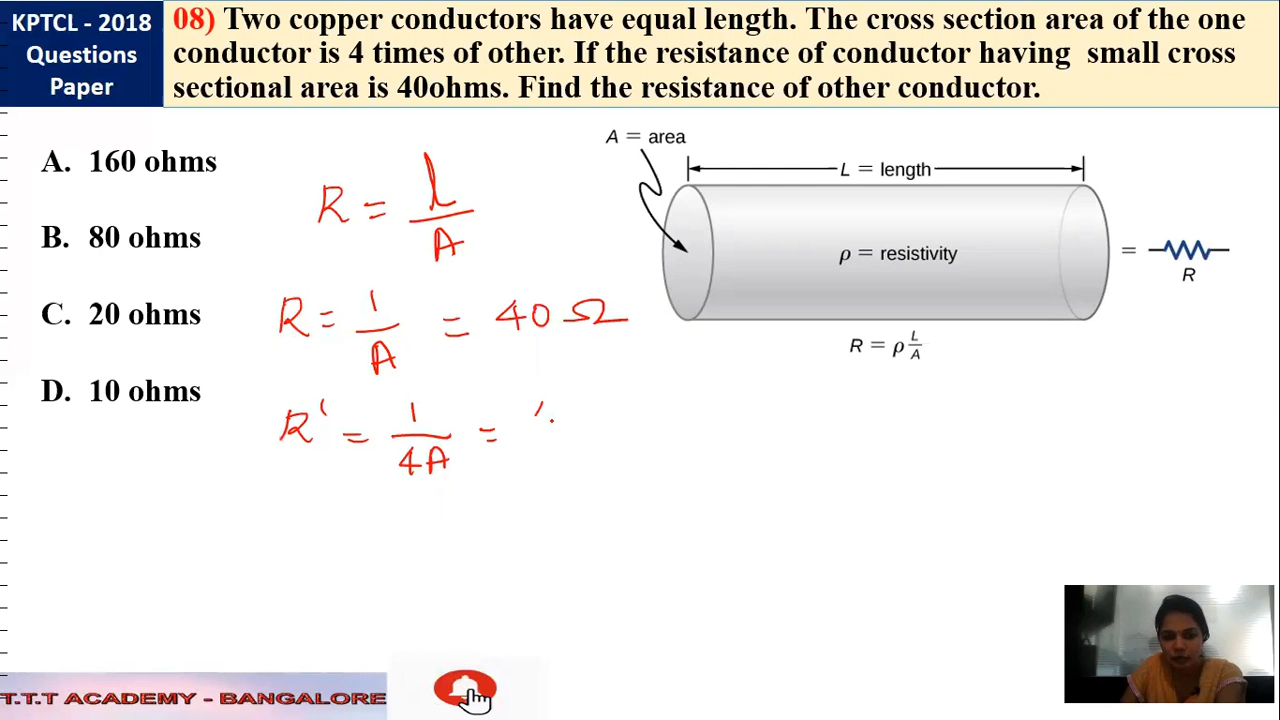 KPTCL - 2018
Questions
Paper
08) Two copper conductors have equal length. The cross section area of the one
conductor is 4 times of other. If the resistance of conductor having small cross
sectional area is 40ohms. Find the resistance of other conductor.
A. 160 ohms
B. 80 ohms
C. 20 ohms
D. 10 ohms
R = l/A
R = 1/A = 40 Ω
R' = 1/4A =
A = area
L = length
ρ = resistivity
=
R
R = ρ L/A
T.T.T ACADEMY - BANGALORE